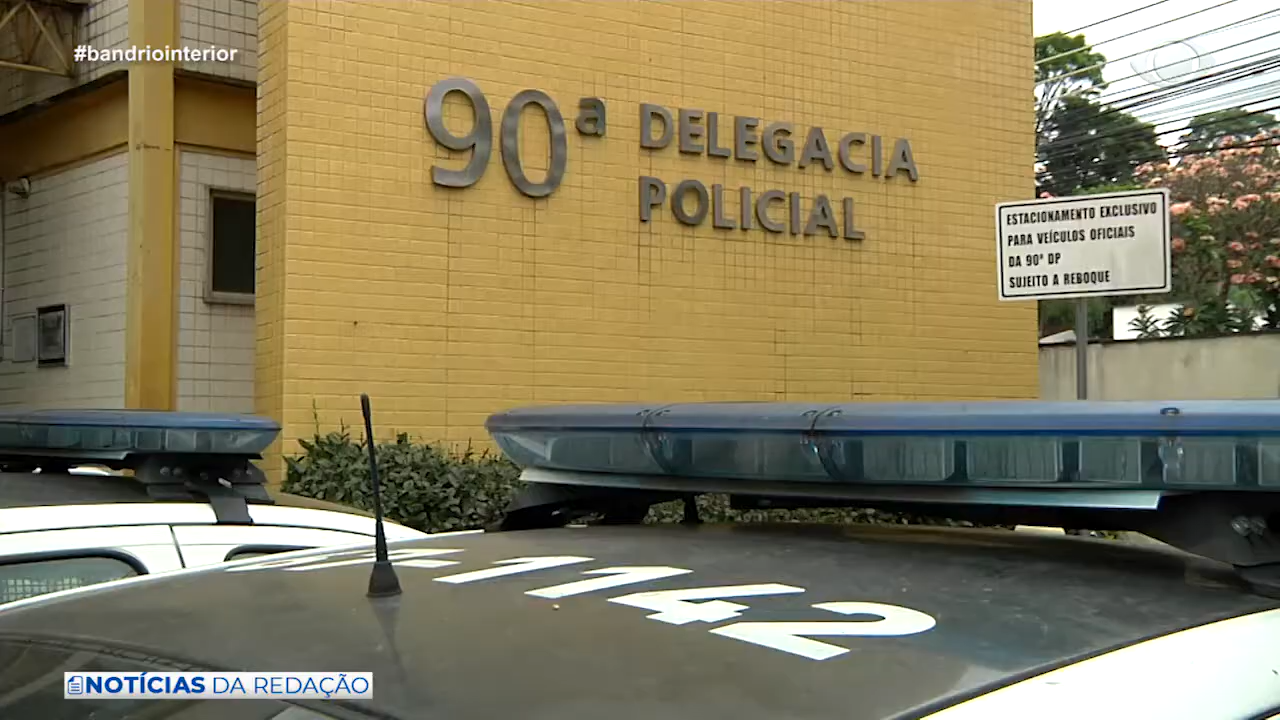 #bandriointerior
90ª DELEGACIA
POLICIAL
ESTACIONAMENTO EXCLUSIVO
PARA VEÍCULOS OFICIAIS
DA 90ª DP
SUJEITO A REBOQUE
1142
NOTÍCIAS DA REDAÇÃO